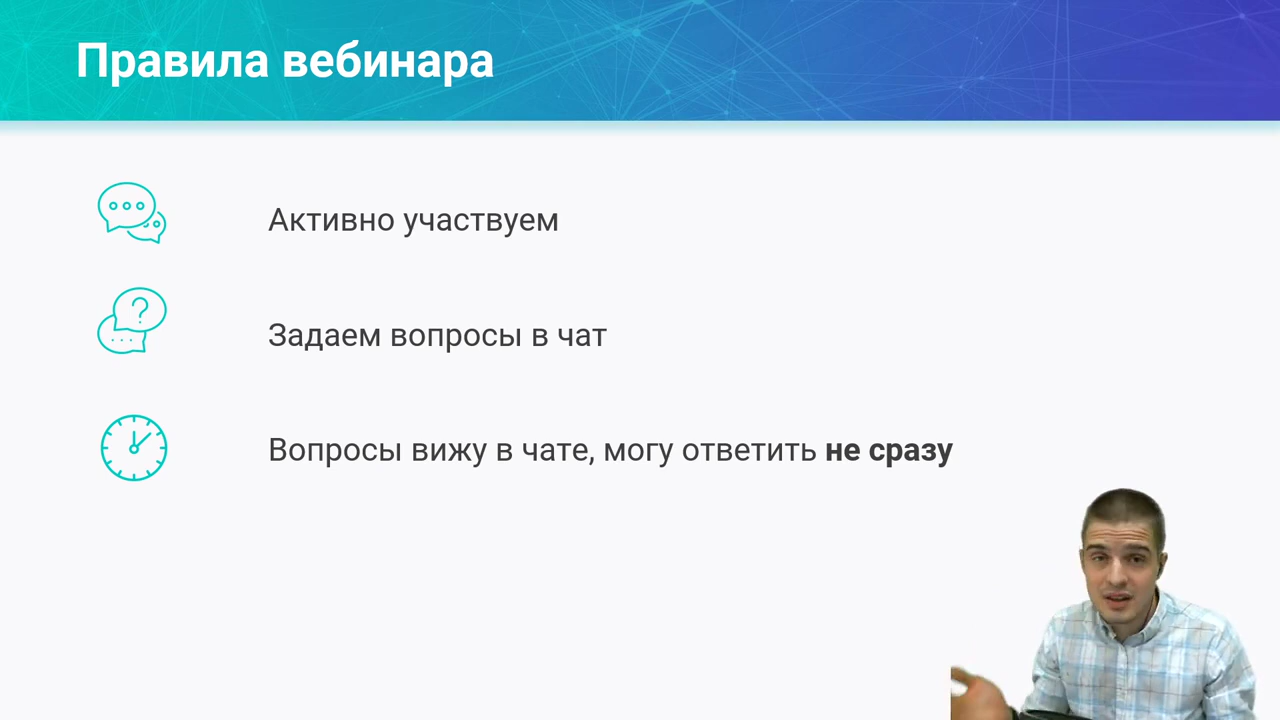 Правила вебинара
Активно участвуем
Задаем вопросы в чат
Вопросы вижу в чате, могу ответить не сразу